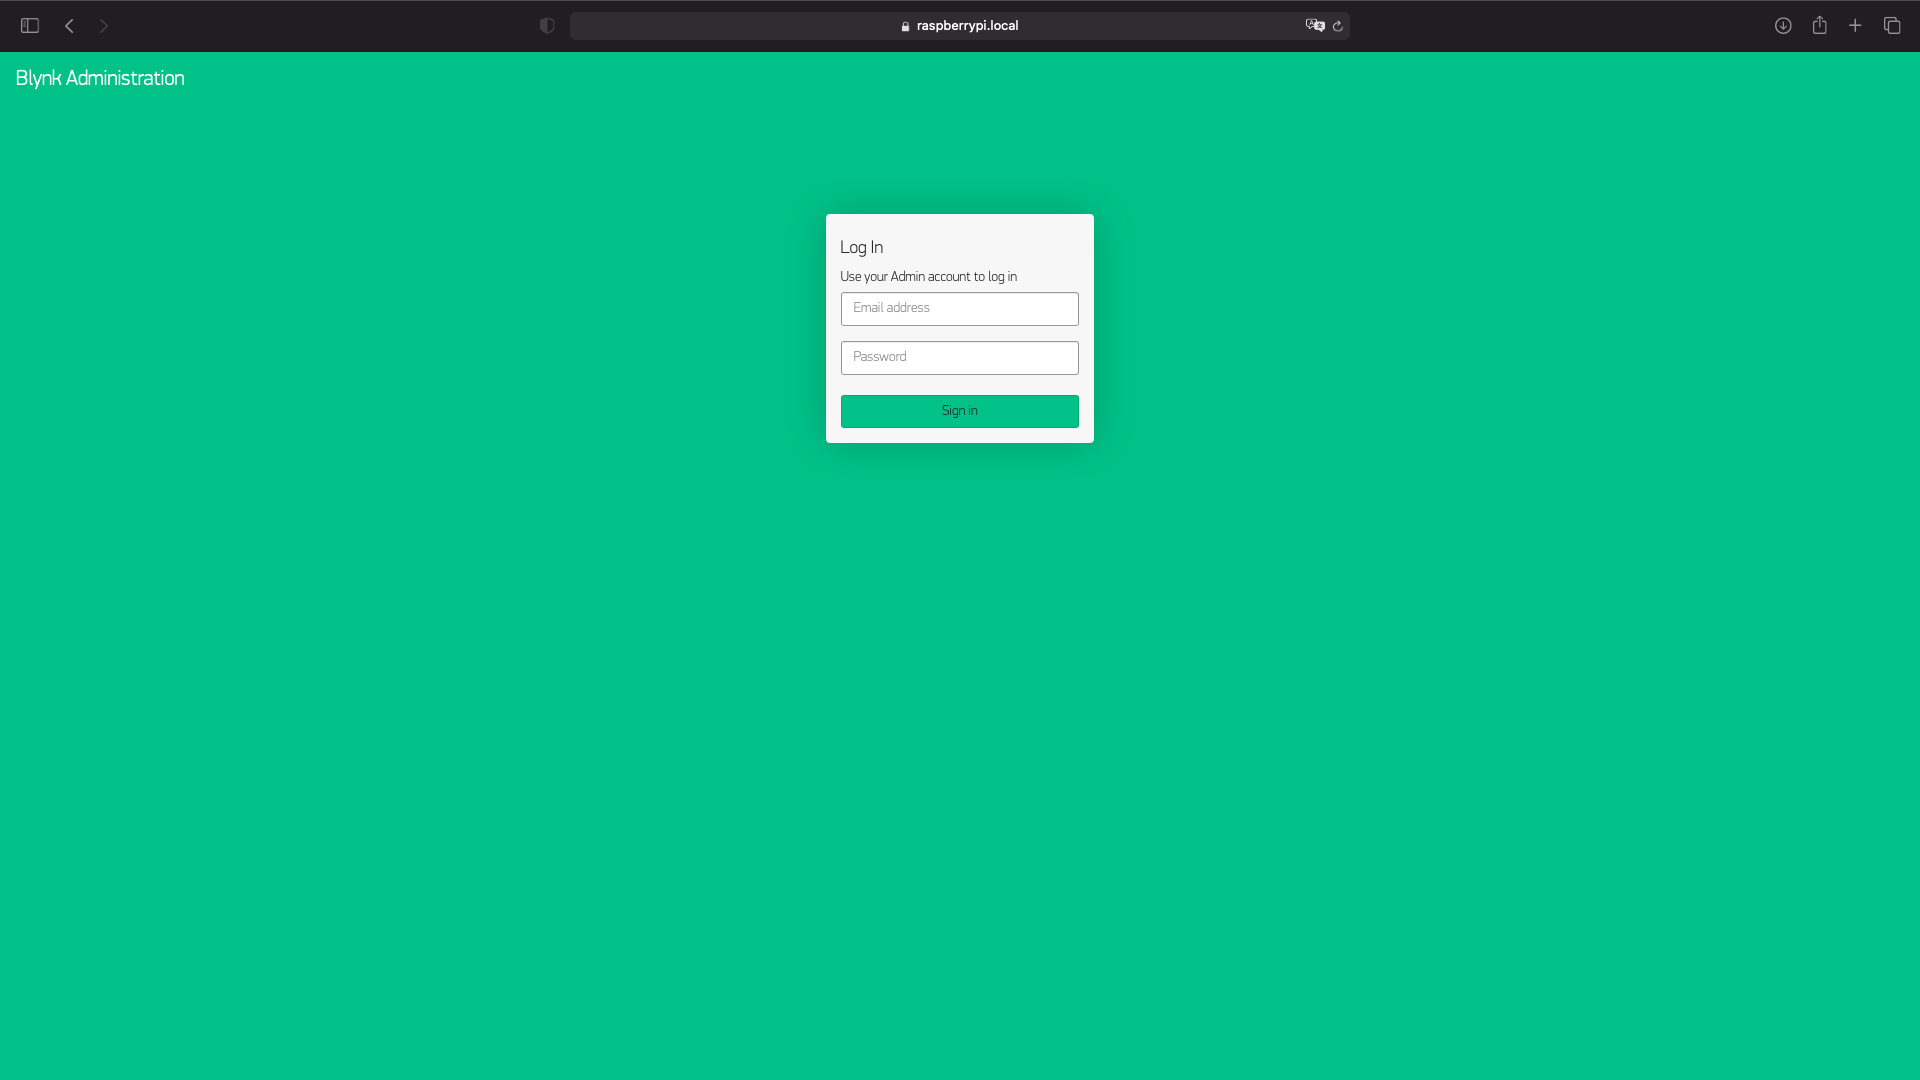 raspberrypi.local
Blynk Administration
Log In
Use your Admin account to log in
Email address
Password
Sign in